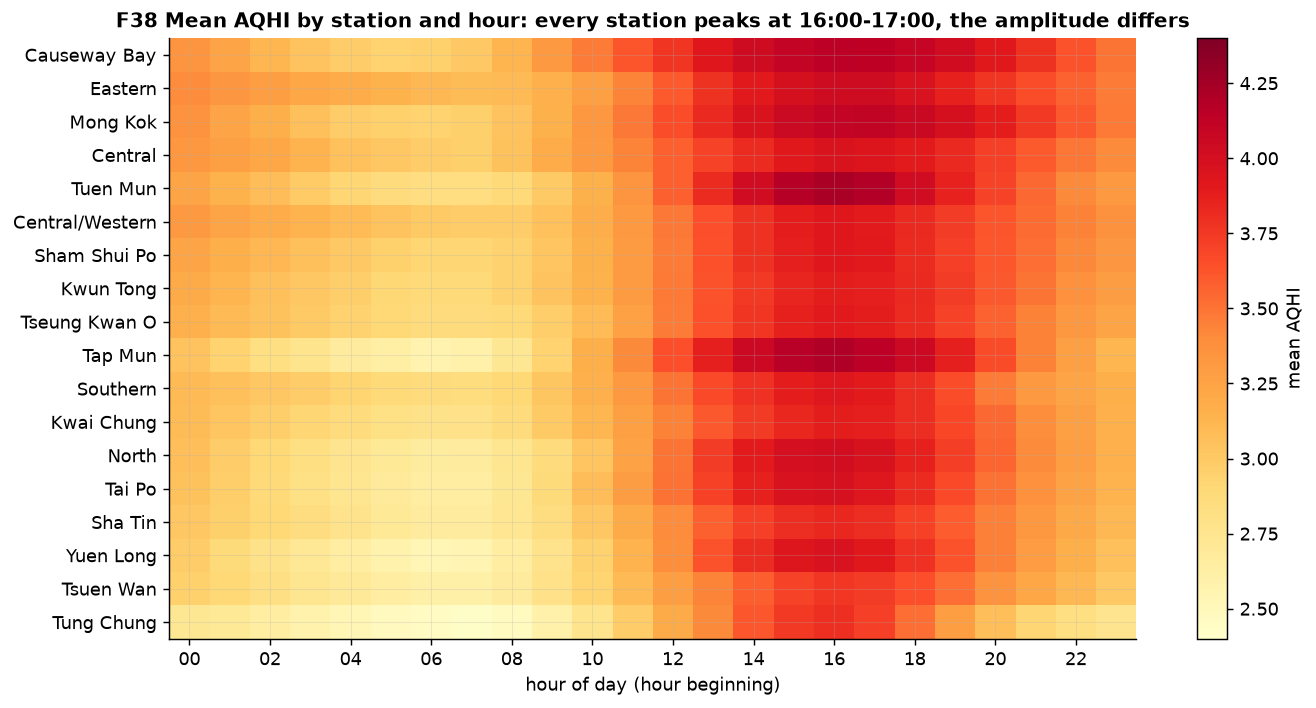 F38 Mean AQHI by station and hour: every station peaks at 16:00-17:00, the amplitude differs
Causeway Bay
Eastern
Mong Kok
Central
Tuen Mun
Central/Western
Sham Shui Po
Kwun Tong
Tseung Kwan O
Tap Mun
Southern
Kwai Chung
North
Tai Po
Sha Tin
Yuen Long
Tsuen Wan
Tung Chung
00 02 04 06 08 10 12 14 16 18 20 22
hour of day (hour beginning)
4.25
4.00
3.75
3.50
3.25
3.00
2.75
2.50
mean AQHI